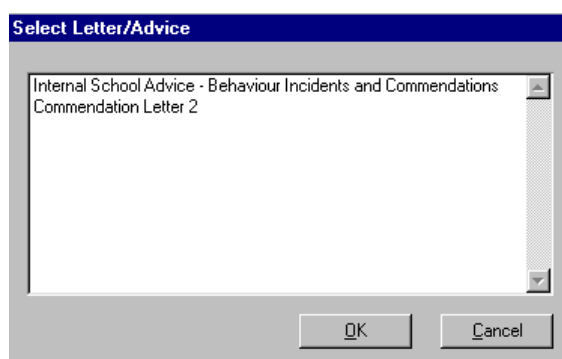 Select Letter/Advice
Internal School Advice - Behaviour Incidents and Commendations
Commendation Letter 2
OK
Cancel